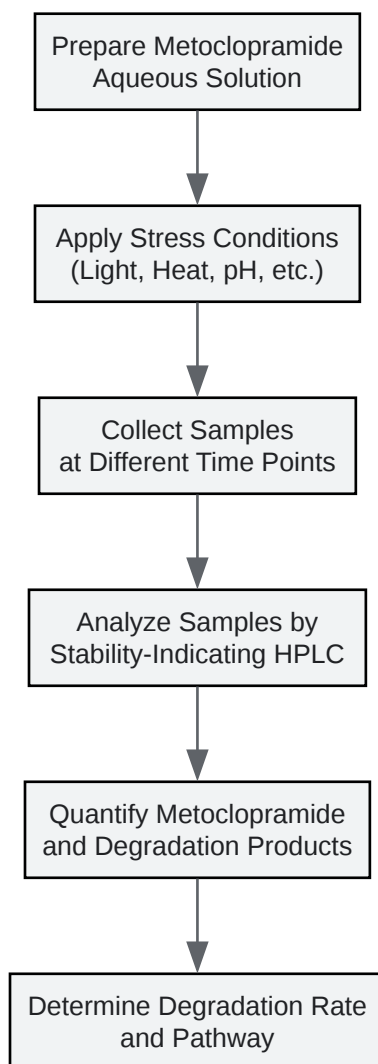 Prepare Metoclopramide
Aqueous Solution
Apply Stress Conditions
(Light, Heat, pH, etc.)
Collect Samples
at Different Time Points
Analyze Samples by
Stability-Indicating HPLC
Quantify Metoclopramide
and Degradation Products
Determine Degradation Rate
and Pathway